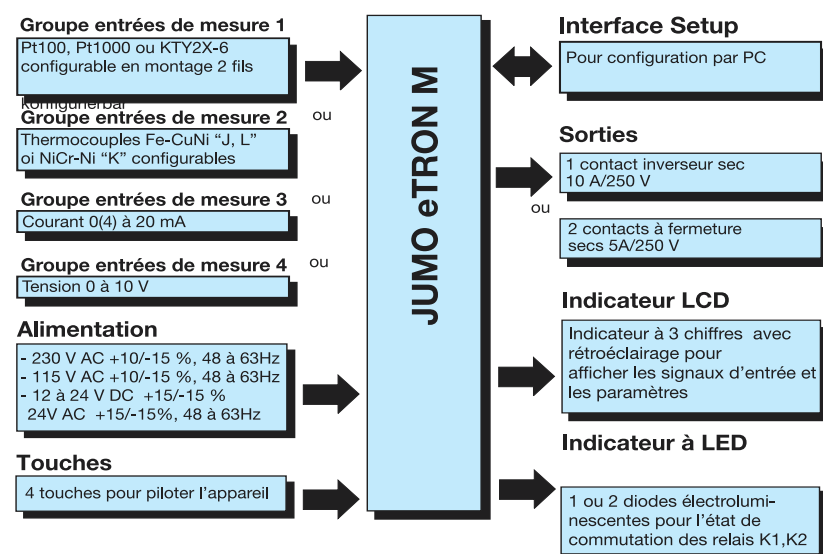 Groupe entrées de mesure 1
Pt100, Pt1000 ou KTY2X-6
configurable en montage 2 fils
konfigurierbar
ou
Groupe entrées de mesure 2
Thermocouples Fe-CuNi “J, L”
oi NiCr-Ni “K” configurables
Groupe entrées de mesure 3
ou
Courant 0(4) à 20 mA
Groupe entrées de mesure 4
ou
Tension 0 à 10 V
Alimentation
- 230 V AC +10/-15 %, 48 à 63Hz
- 115 V AC +10/-15 %, 48 à 63Hz
- 12 à 24 V DC +15/-15 %
24V AC +15/-15%, 48 à 63Hz
Touches
4 touches pour piloter l’appareil
JUMO eTRON M
Interface Setup
Pour configuration par PC
Sorties
1 contact inverseur sec
10 A/250 V
ou
2 contacts à fermeture
secs 5A/250 V
Indicateur LCD
Indicateur à 3 chiffres avec
rétroéclairage pour
afficher les signaux d’entrée et
les paramètres
Indicateur à LED
1 ou 2 diodes électrolumi-
nescentes pour l’état de
commutation des relais K1,K2